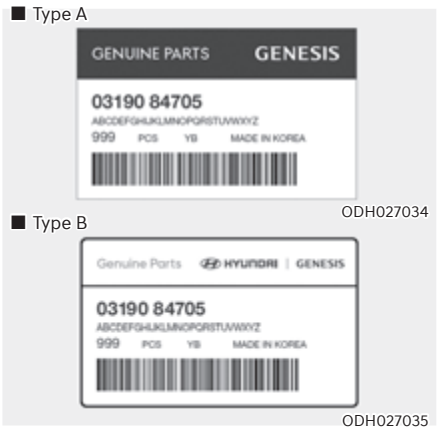 ■ Type A
GENUINE PARTS GENESIS
03190 84705
ABCDEFGHIJKLMNOPQRSTUVWXYZ
999 PCS YB MADE IN KOREA
ODH027034
■ Type B
Genuine Parts HYUNDAI | GENESIS
03190 84705
ABCDEFGHIJKLMNOPQRSTUVWXYZ
999 PCS YB MADE IN KOREA
ODH027035